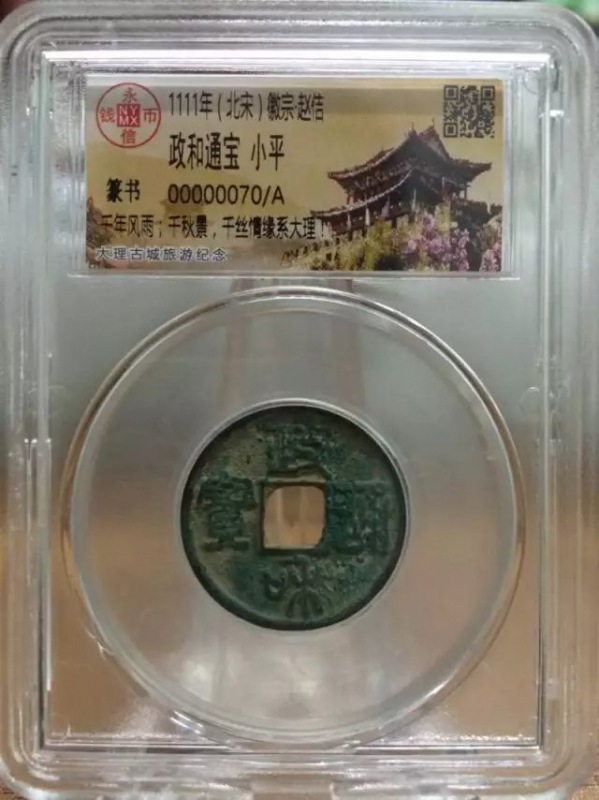 永
钱 NY 币
MX
信
1111年(北宋)徽宗·赵佶
政和通宝 小平
篆书 00000070/A
千年风雨；千秋景，千丝情缘系大理！
大理古城旅游纪念
政
寳 通
和